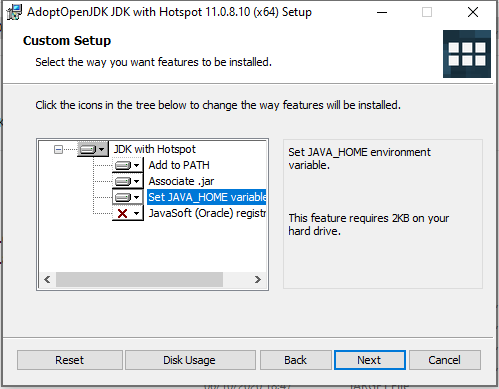 AdoptOpenJDK JDK with Hotspot 11.0.8.10 (x64) Setup
Custom Setup
Select the way you want features to be installed.
Click the icons in the tree below to change the way features will be installed.
JDK with Hotspot
Add to PATH
Associate .jar
Set JAVA_HOME variable
JavaSoft (Oracle) registr
Set JAVA_HOME environment
variable.
This feature requires 2KB on your
hard drive.
Reset
Disk Usage
Back
Next
Cancel